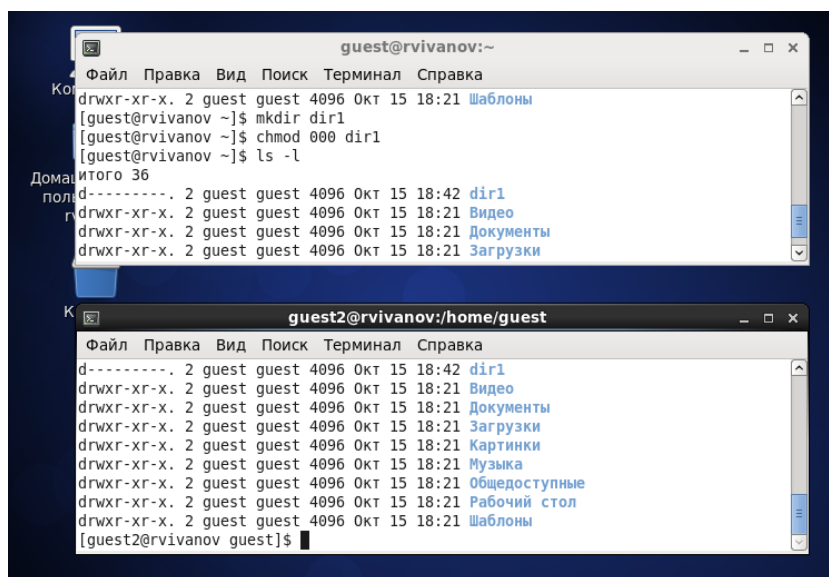 guest@rvivanov:~
Файл Правка Вид Поиск Терминал Справка
drwxr-xr-x. 2 guest guest 4096 Окт 15 18:21 Шаблоны
[guest@rvivanov ~]$ mkdir dir1
[guest@rvivanov ~]$ chmod 000 dir1
[guest@rvivanov ~]$ ls -l
итого 36
d---------. 2 guest guest 4096 Окт 15 18:42 dir1
drwxr-xr-x. 2 guest guest 4096 Окт 15 18:21 Видео
drwxr-xr-x. 2 guest guest 4096 Окт 15 18:21 Документы
drwxr-xr-x. 2 guest guest 4096 Окт 15 18:21 Загрузки
guest2@rvivanov:/home/guest
Файл Правка Вид Поиск Терминал Справка
d---------. 2 guest guest 4096 Окт 15 18:42 dir1
drwxr-xr-x. 2 guest guest 4096 Окт 15 18:21 Видео
drwxr-xr-x. 2 guest guest 4096 Окт 15 18:21 Документы
drwxr-xr-x. 2 guest guest 4096 Окт 15 18:21 Загрузки
drwxr-xr-x. 2 guest guest 4096 Окт 15 18:21 Картинки
drwxr-xr-x. 2 guest guest 4096 Окт 15 18:21 Музыка
drwxr-xr-x. 2 guest guest 4096 Окт 15 18:21 Общедоступные
drwxr-xr-x. 2 guest guest 4096 Окт 15 18:21 Рабочий стол
drwxr-xr-x. 2 guest guest 4096 Окт 15 18:21 Шаблоны
[guest2@rvivanov guest]$